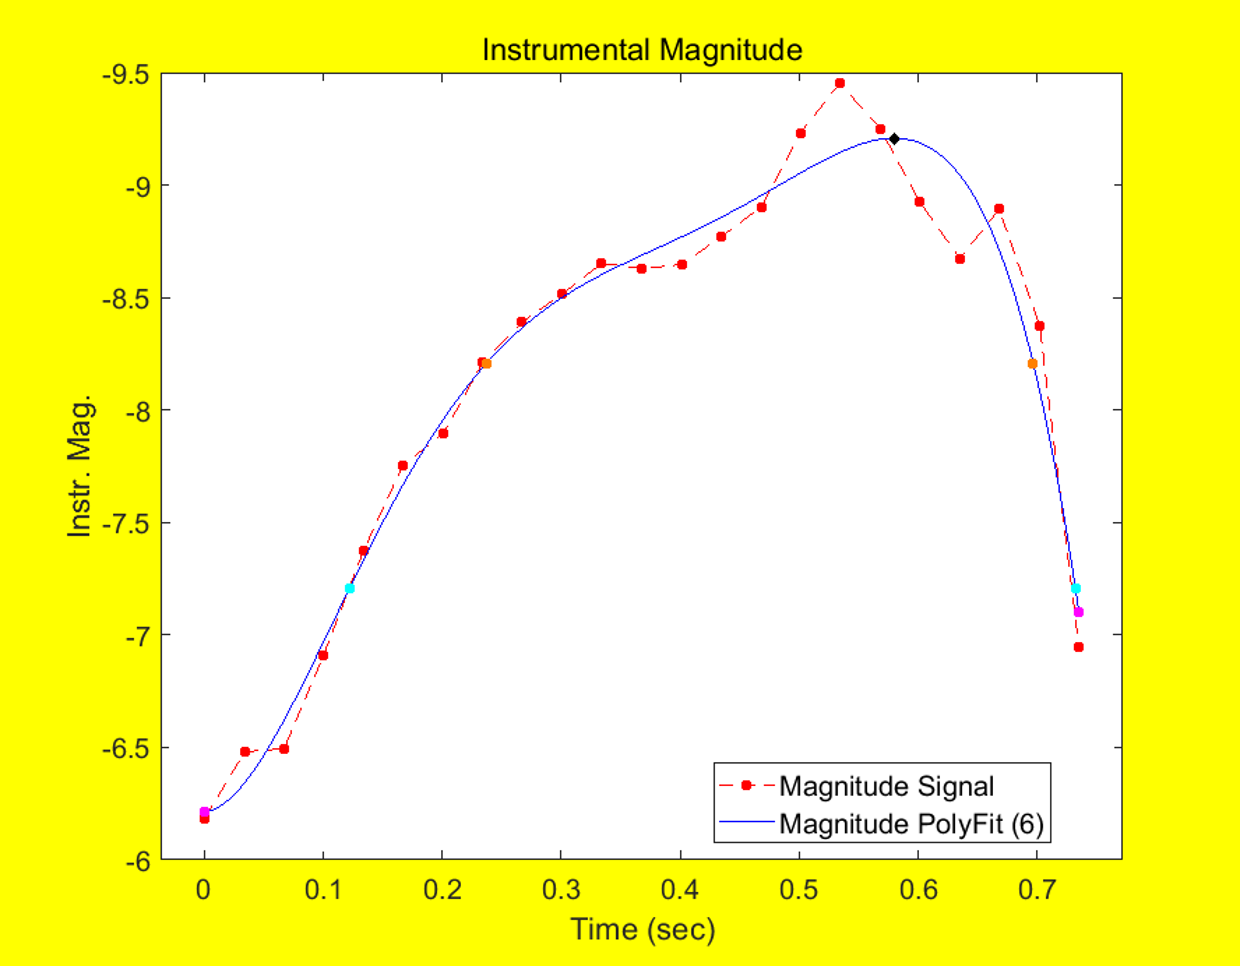 Instrumental Magnitude
-9.5
-9
-8.5
-8
-7.5
-7
-6.5
-6
Instr. Mag.
Magnitude Signal
Magnitude PolyFit (6)
0 0.1 0.2 0.3 0.4 0.5 0.6 0.7
Time (sec)